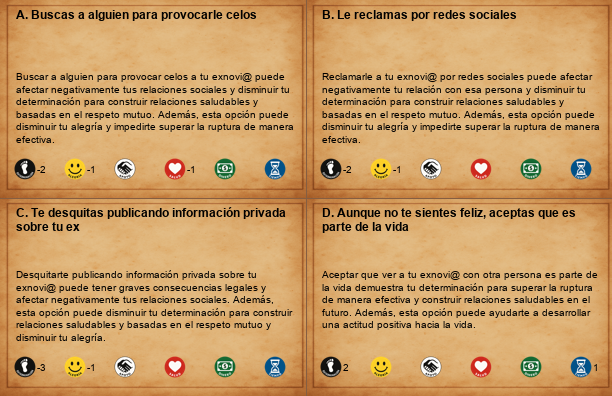 A. Buscas a alguien para provocarle celos
Buscar a alguien para provocar celos a tu exnovi@ puede
afectar negativamente tus relaciones sociales y disminuir tu
determinación para construir relaciones saludables y
basadas en el respeto mutuo. Además, esta opción puede
disminuir tu alegría y impedirte superar la ruptura de manera
efectiva.
-2 -1 -1
B. Le reclamas por redes sociales
Reclamarle a tu exnovi@ por redes sociales puede afectar
negativamente tu relación con esa persona y disminuir tu
determinación para construir relaciones saludables y
basadas en el respeto mutuo. Además, esta opción puede
disminuir tu alegría y impedirte superar la ruptura de manera
efectiva.
-2 -1
C. Te desquitas publicando información privada
sobre tu ex
Desquitarte publicando información privada sobre tu
exnovi@ puede tener graves consecuencias legales y
afectar negativamente tus relaciones sociales. Además,
esta opción puede disminuir tu determinación para construir
relaciones saludables y basadas en el respeto mutuo y
disminuir tu alegría.
-3 -1
D. Aunque no te sientes feliz, aceptas que es
parte de la vida
Aceptar que ver a tu exnovi@ con otra persona es parte de
la vida demuestra tu determinación para superar la ruptura
de manera efectiva y construir relaciones saludables en el
futuro. Además, esta opción puede ayudarte a desarrollar
una actitud positiva hacia la vida.
2 1